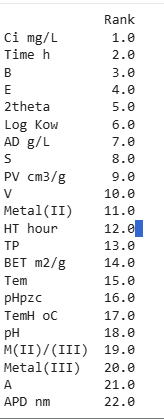 Rank
Ci mg/L 1.0
Time h 2.0
B 3.0
E 4.0
2theta 5.0
Log Kow 6.0
AD g/L 7.0
S 8.0
PV cm3/g 9.0
V 10.0
Metal(II) 11.0
HT hour 12.0
TP 13.0
BET m2/g 14.0
Tem 15.0
pHpzc 16.0
TemH oC 17.0
pH 18.0
M(II)/(III) 19.0
Metal(III) 20.0
A 21.0
APD nm 22.0